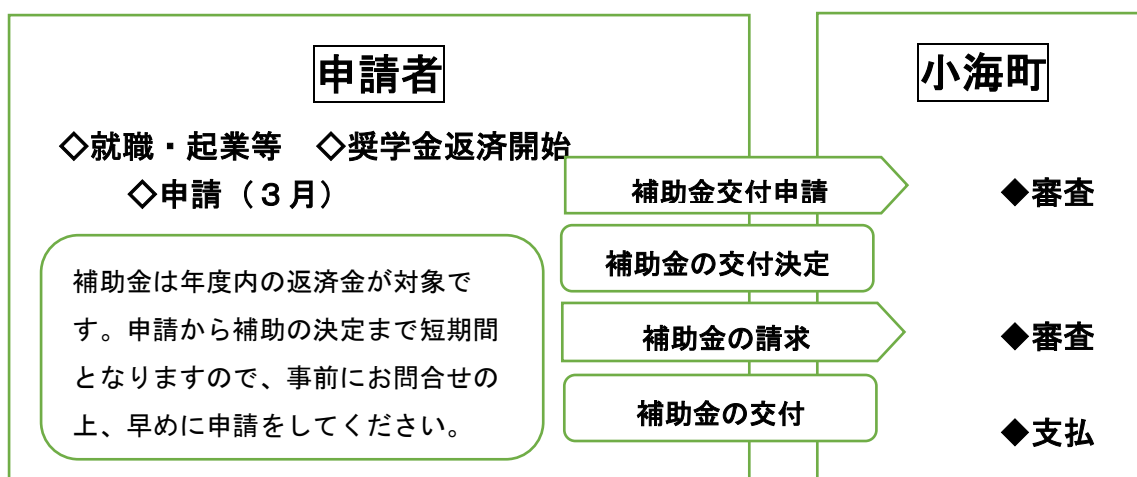 申請者
◇就職・起業等　◇奨学金返済開始
◇申請（３月）
補助金は年度内の返済金が対象で
す。申請から補助の決定まで短期間
となりますので、事前にお問合せの
上、早めに申請をしてください。
補助金交付申請
補助金の交付決定
補助金の請求
補助金の交付
小海町
◆審査
◆審査
◆支払